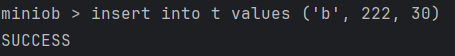 miniob > insert into t values ('b', 222, 30)
SUCCESS